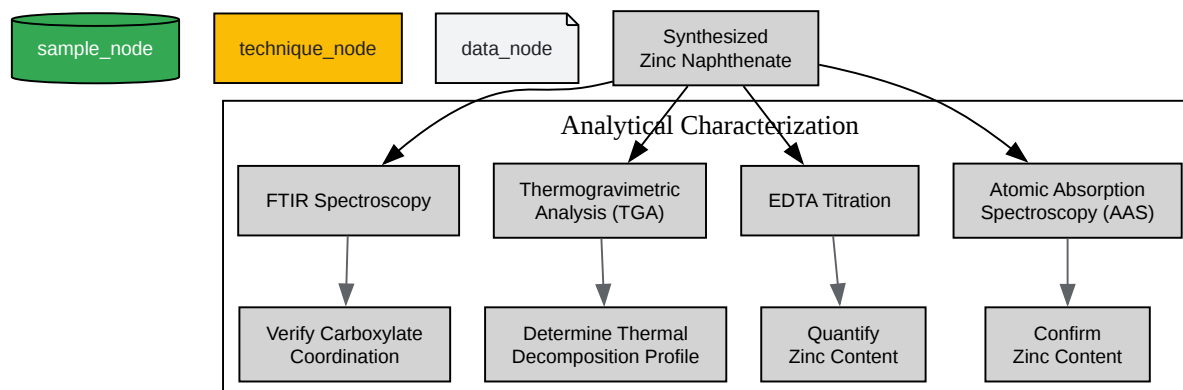 sample_node
technique_node
data_node
Synthesized
Zinc Naphthenate
Analytical Characterization
FTIR Spectroscopy
Thermogravimetric
Analysis (TGA)
EDTA Titration
Atomic Absorption
Spectroscopy (AAS)
Verify Carboxylate
Coordination
Determine Thermal
Decomposition Profile
Quantify
Zinc Content
Confirm
Zinc Content